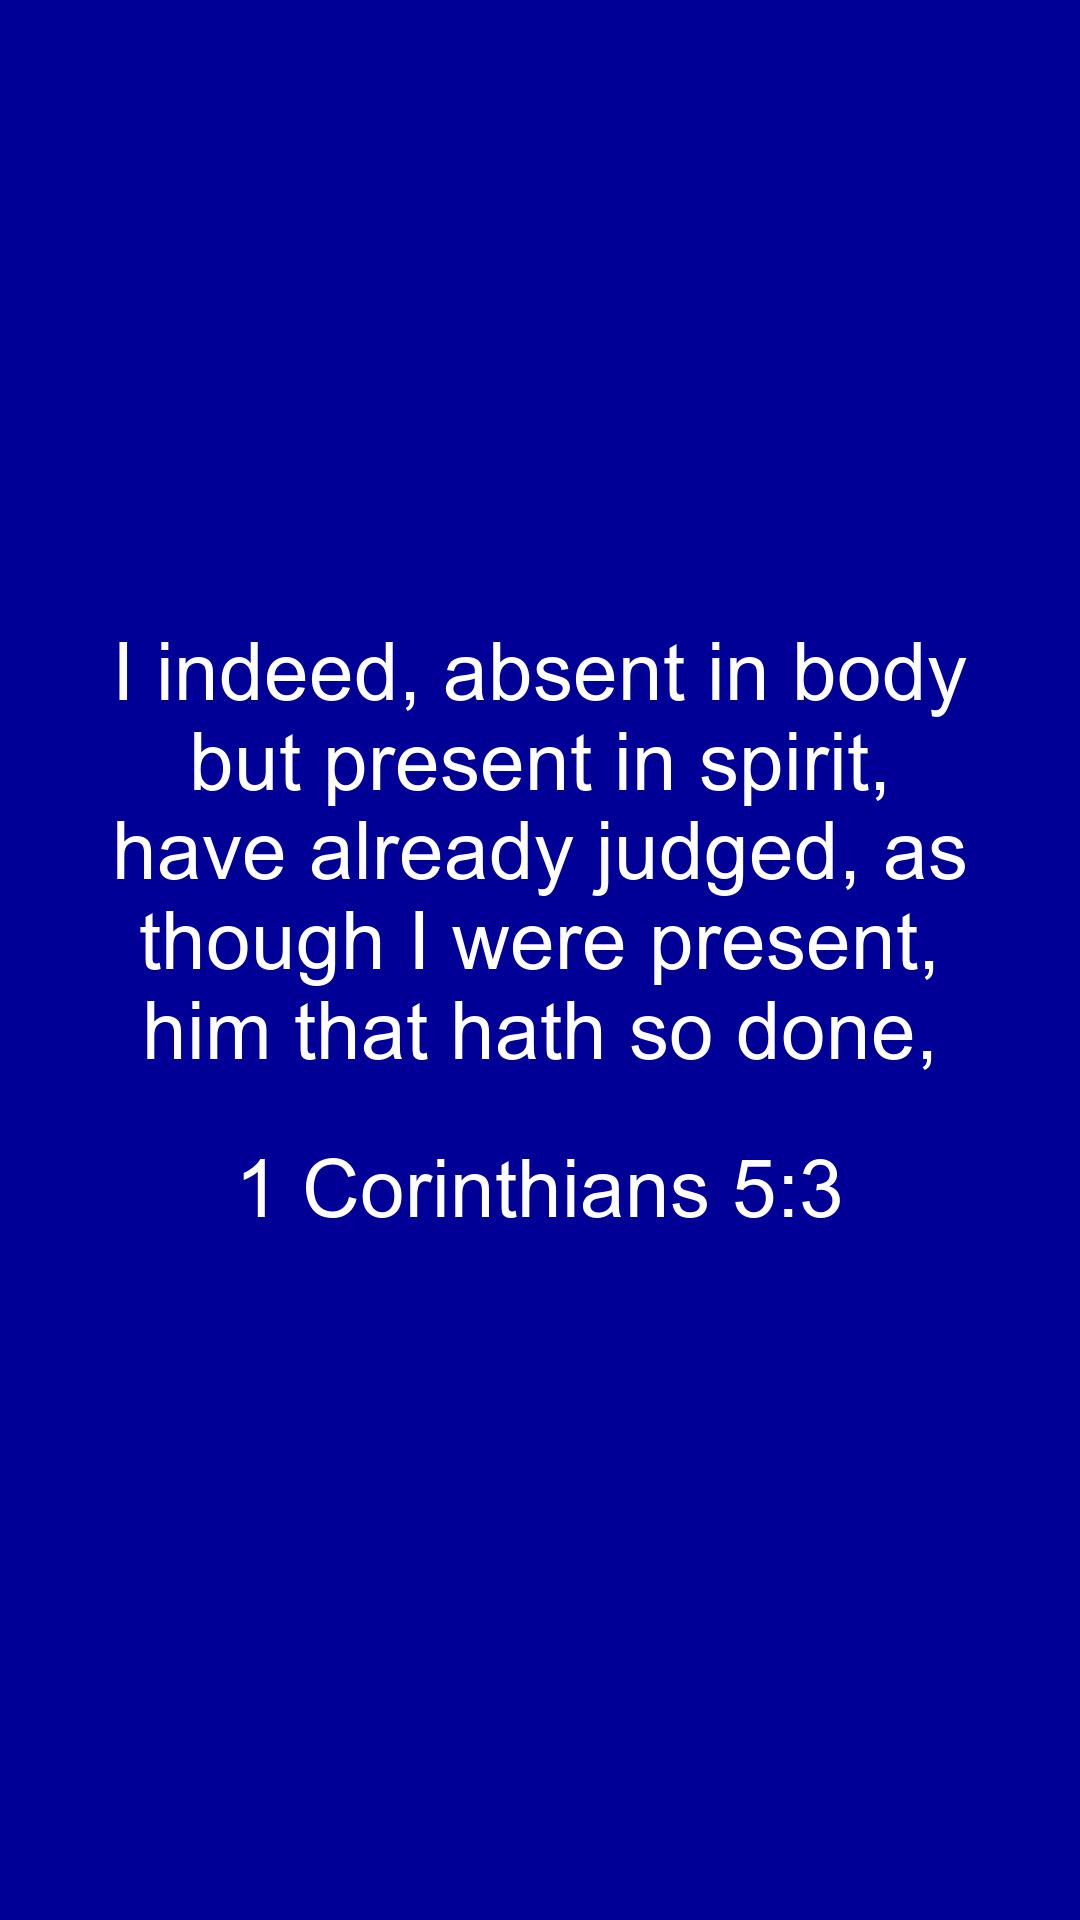 I indeed, absent in body
but present in spirit,
have already judged, as
though I were present,
him that hath so done,
1 Corinthians 5:3